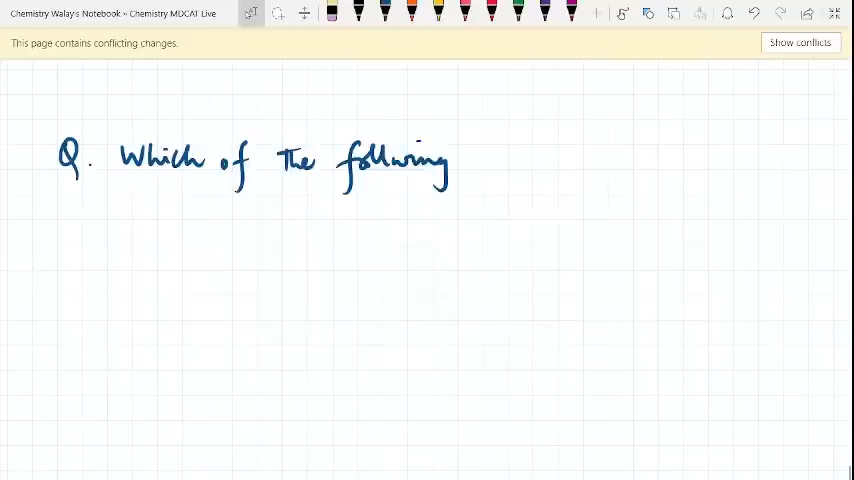 Chemistry Walay's Notebook » Chemistry MDCAT Live
This page contains conflicting changes.
Show conflicts
Q. Which of the following